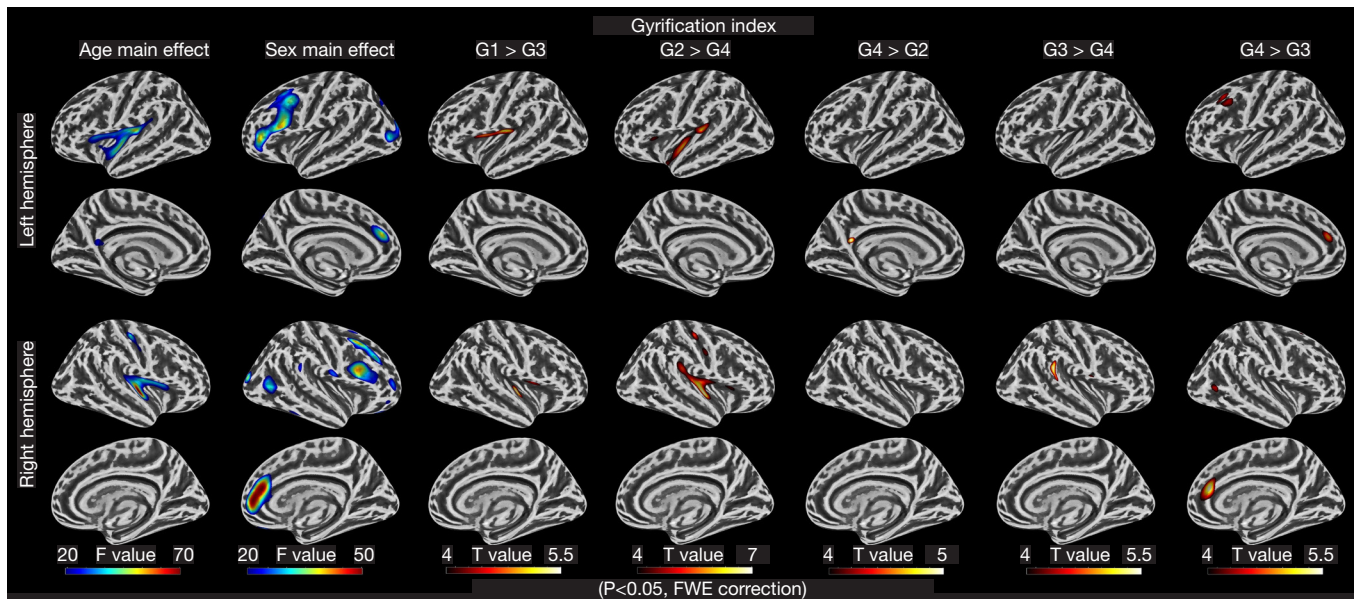 Gyrification index
Age main effect Sex main effect G1 > G3 G2 > G4 G4 > G2 G3 > G4 G4 > G3
Left hemisphere
Right hemisphere
20 F value 70 20 F value 50 4 T value 5.5 4 T value 7 4 T value 5 4 T value 5.5 4 T value 5.5
(P<0.05, FWE correction)